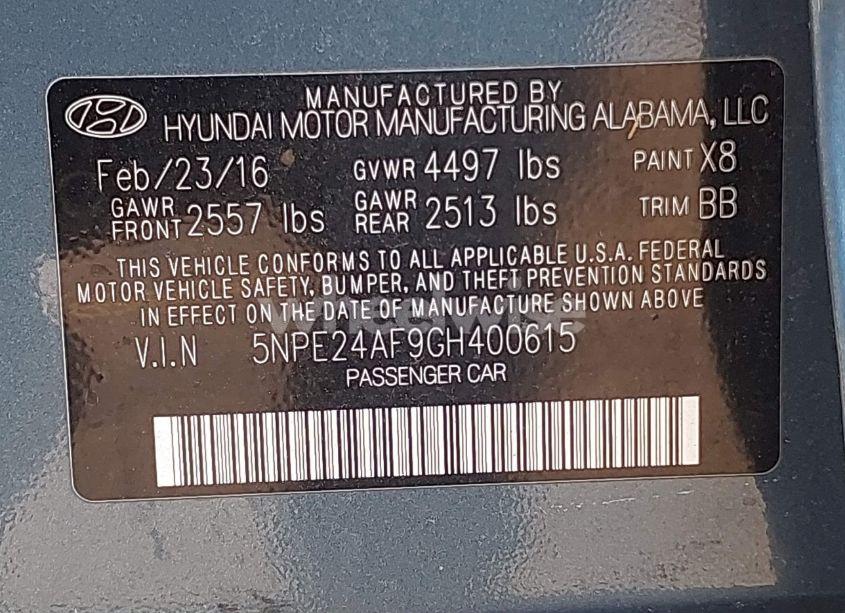 MANUFACTURED BY
HYUNDAI MOTOR MANUFACTURING ALABAMA, LLC
Feb/23/16 GVWR 4497 lbs PAINT X8
GAWR FRONT 2557 lbs GAWR REAR 2513 lbs TRIM BB
THIS VEHICLE CONFORMS TO ALL APPLICABLE U.S.A. FEDERAL
MOTOR VEHICLE SAFETY, BUMPER, AND THEFT PREVENTION STANDARDS
IN EFFECT ON THE DATE OF MANUFACTURE SHOWN ABOVE
wheelwise
V.I.N 5NPE24AF9GH400615
PASSENGER CAR